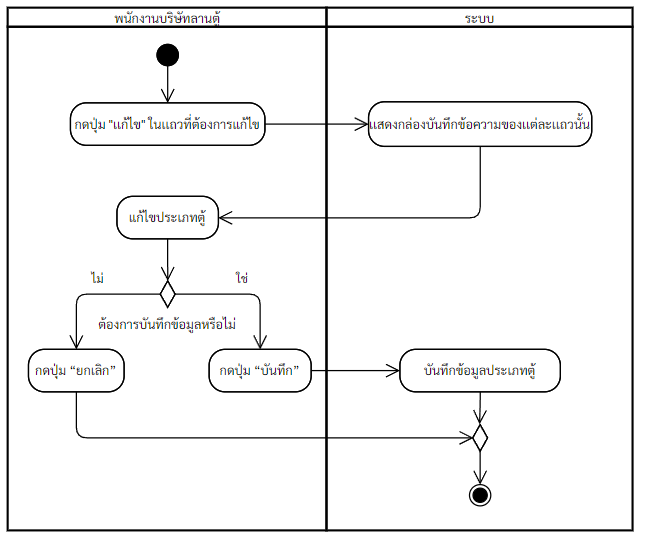 พนักงานบริษัทลานตู้
ระบบ
กดปุ่ม "แก้ไข" ในแถวที่ต้องการแก้ไข
แสดงกล่องบันทึกข้อความของแต่ละแถวนั้น
แก้ไขประเภทตู้
ไม่
ใช่
ต้องการบันทึกข้อมูลหรือไม่
กดปุ่ม “ยกเลิก”
กดปุ่ม “บันทึก”
บันทึกข้อมูลประเภทตู้